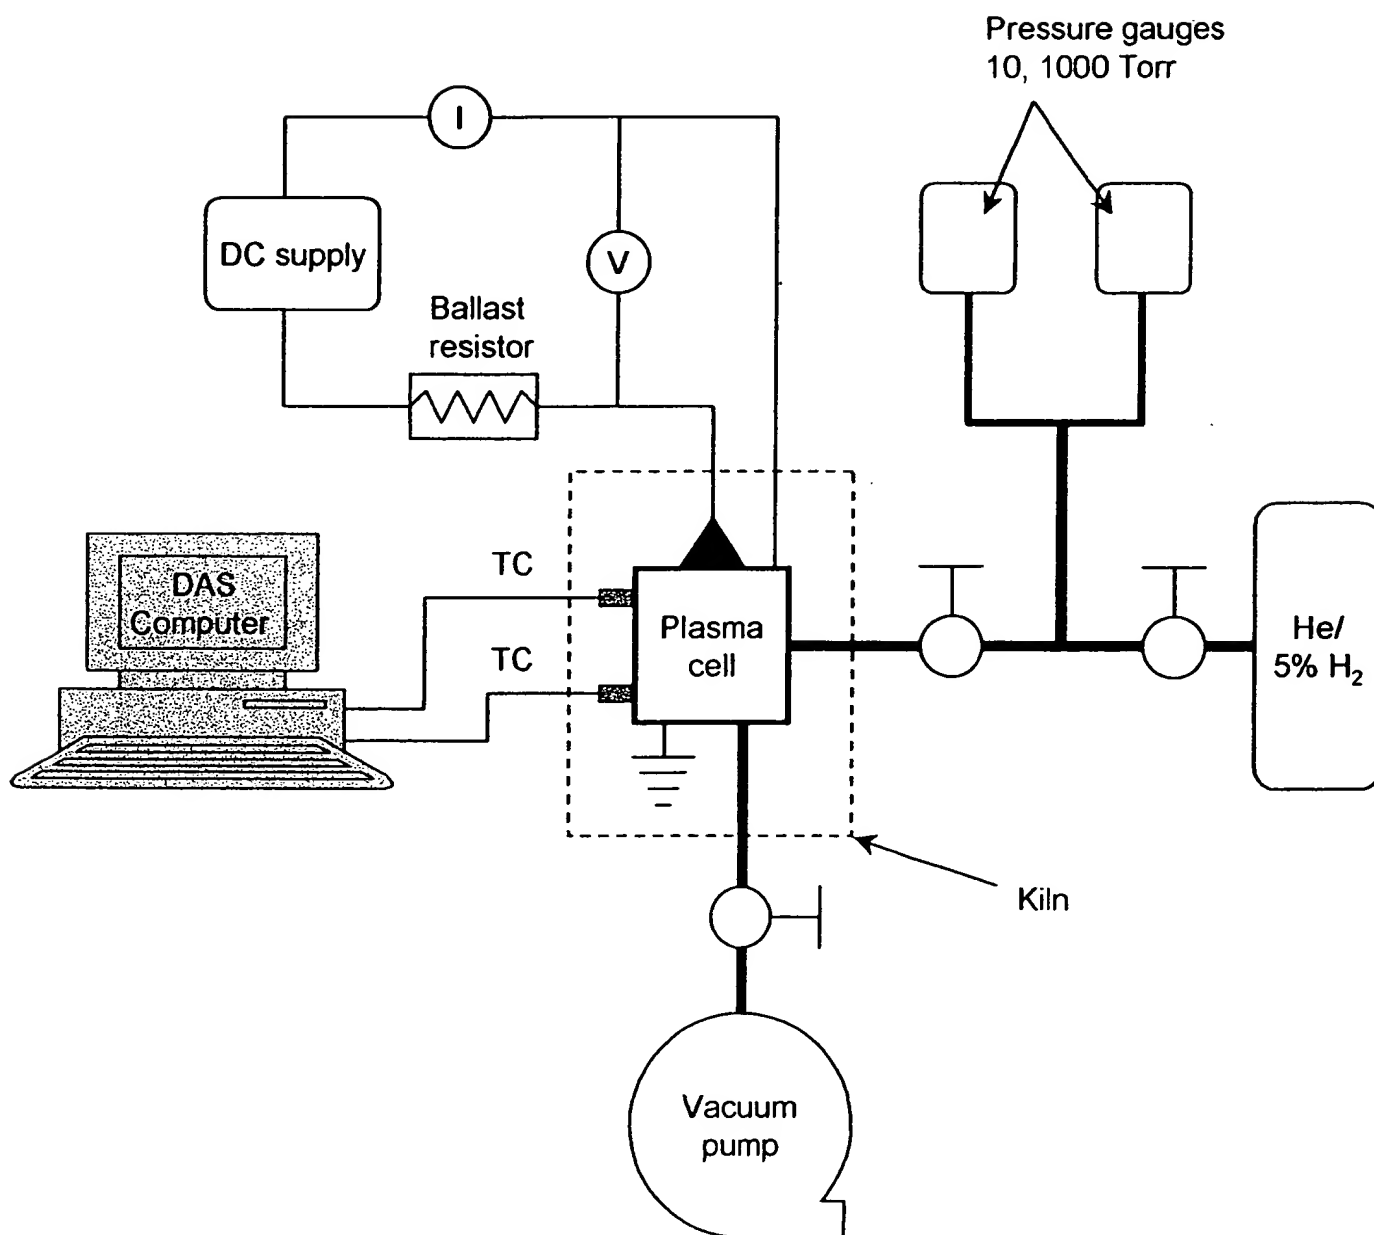 Pressure gauges
10, 1000 Torr
I
DC supply
V
Ballast
resistor
TC
DAS
Computer
Plasma
cell
TC
He/
5% H₂
Kiln
Vacuum
pump